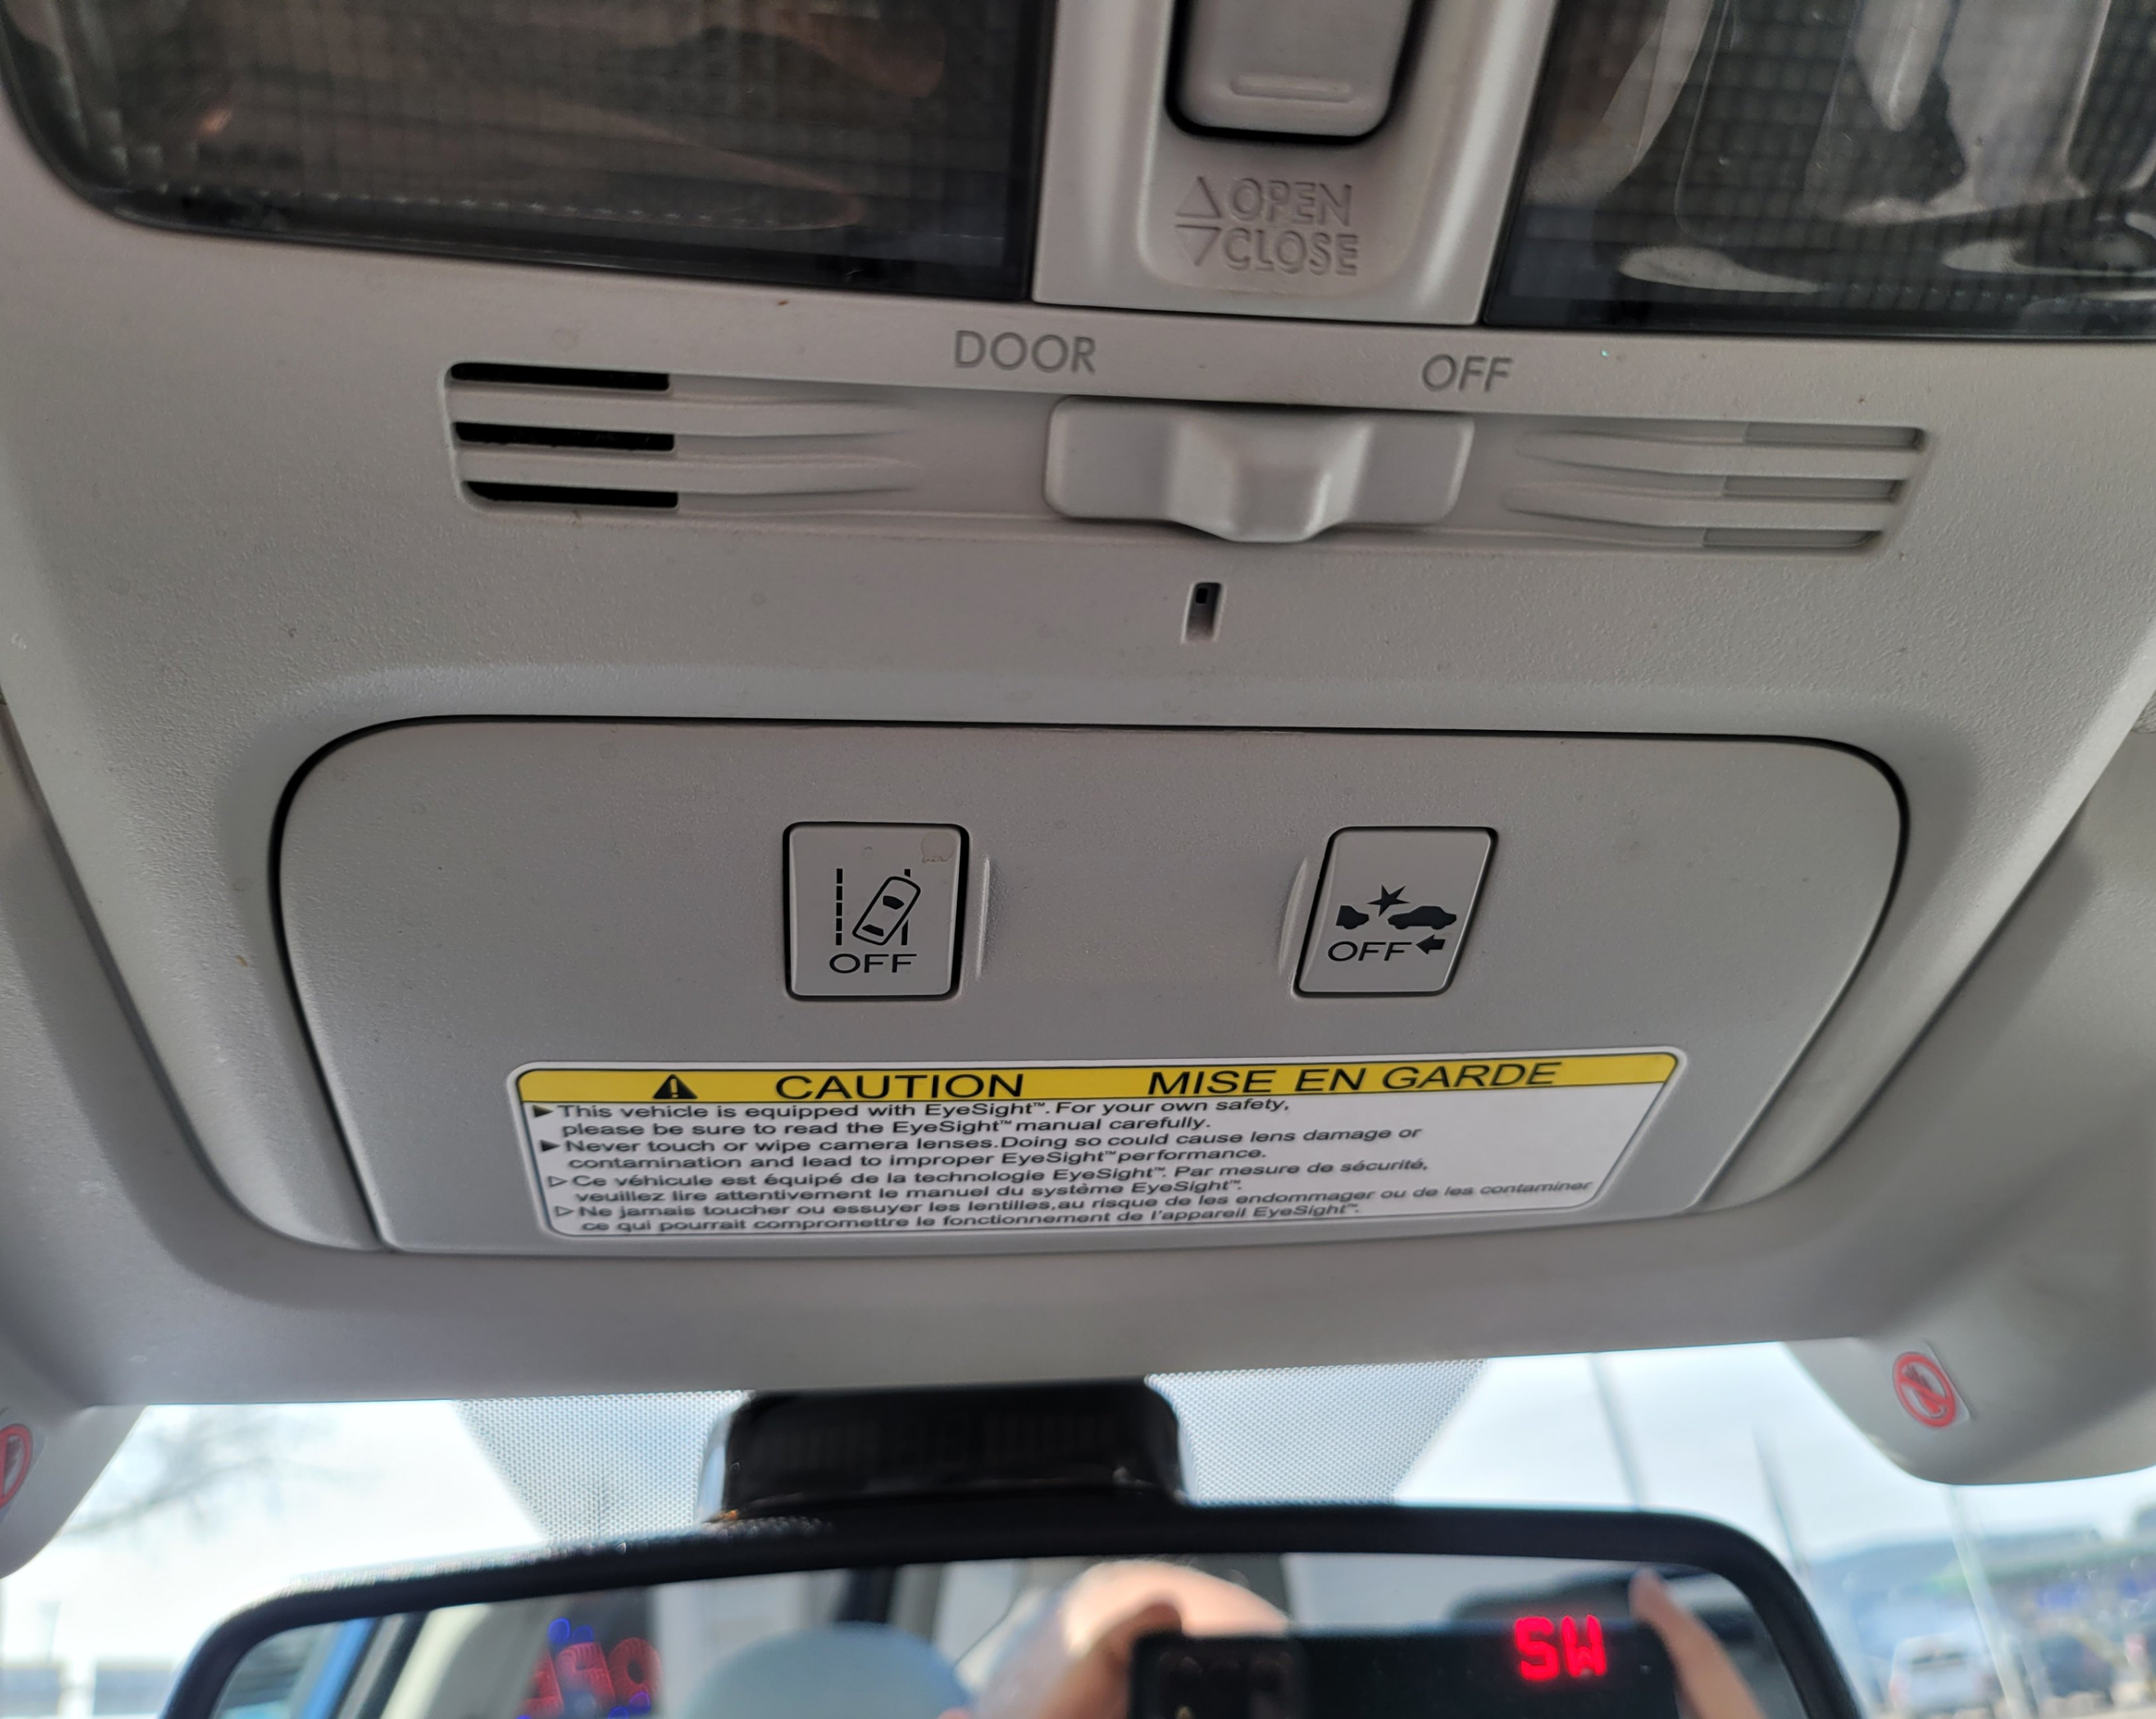 OPEN
CLOSE
DOOR OFF
OFF OFF
CAUTION MISE EN GARDE
This vehicle is equipped with EyeSight™. For your own safety,
please be sure to read the EyeSight™ manual carefully.
Never touch or wipe camera lenses.Doing so could cause lens damage or
contamination and lead to improper EyeSight™ performance.
Ce véhicule est équipé de la technologie EyeSight™. Par mesure de sécurité,
veuillez lire attentivement le manuel du système EyeSight™.
Ne jamais toucher ou essuyer les lentilles,au risque de les endommager ou de les contaminer
ce qui pourrait compromettre le fonctionnement de l'appareil EyeSight™.
SW